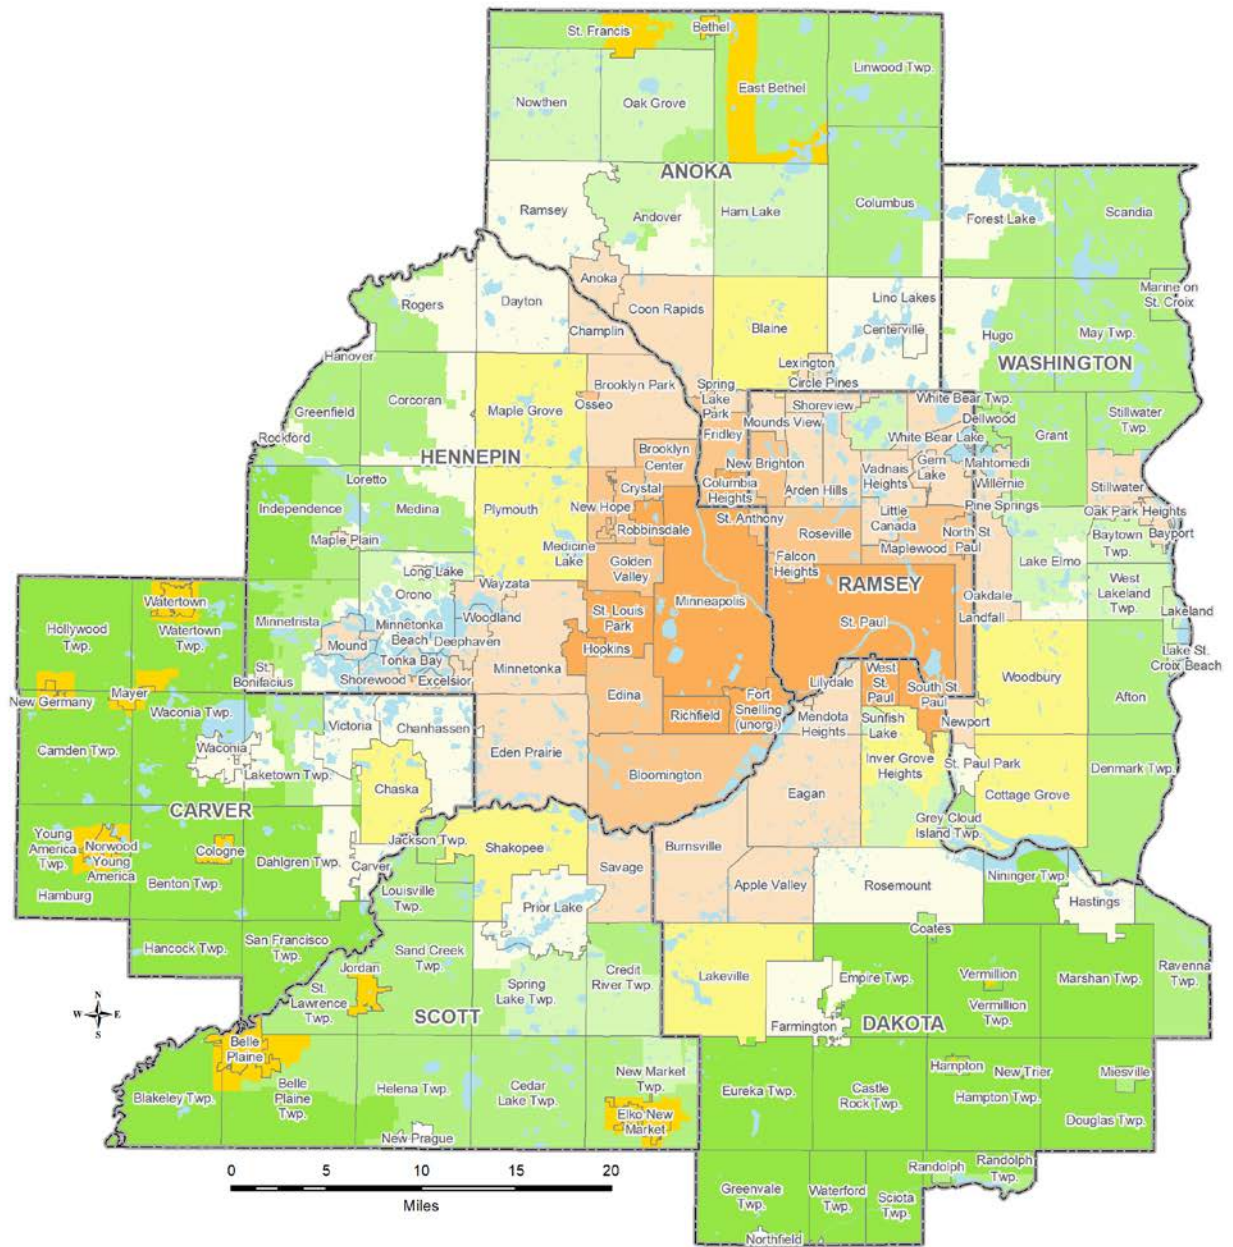 St. Francis
Bethel
Linwood Twp.
Nowthen
Oak Grove
East Bethel
ANOKA
Ramsey
Andover
Ham Lake
Columbus
Forest Lake
Scandia
Anoka
Rogers
Dayton
Coon Rapids
Lino Lakes
Marine on
St. Croix
Champlin
Blaine
Centerville
Hugo
May Twp.
Hanover
Lexington
WASHINGTON
Circle Pines
Brooklyn Park
Spring
Lake
Park
White Bear Twp.
Greenfield
Corcoran
Maple Grove
Osseo
Shoreview
Dellwood
Stillwater
Twp.
Mounds View
Rockford
Fridley
White Bear Lake
Grant
HENNEPIN
Brooklyn
Center
New Brighton
Vadnais
Heights
Gem
Lake
Mahtomedi
Loretto
Crystal
Columbia
Heights
Arden Hills
Willernie
Stillwater
Independence
Medina
Plymouth
New Hope
Pine Springs
Oak Park Heights
Robbinsdale
St. Anthony
Roseville
Little
Canada
North St.
Paul
Baytown
Twp.
Bayport
Maple Plain
Medicine
Lake
Golden
Valley
Falcon
Heights
Maplewood
Lake Elmo
Long Lake
Wayzata
RAMSEY
West
Lakeland
Twp.
Orono
Minneapolis
Oakdale
Watertown
Hollywood
Twp.
Watertown
Twp.
Minnetrista
Minnetonka
Beach
Woodland
St. Louis
Park
St. Paul
Landfall
Lakeland
Mound
Deephaven
Hopkins
Lake St.
Croix Beach
Tonka Bay
St.
Bonifacius
Shorewood
Excelsior
Minnetonka
Lilydale
West
St.
Paul
South St.
Paul
Woodbury
New Germany
Mayer
Edina
Fort
Snelling
(unorg.)
Afton
Waconia Twp.
Richfield
Mendota
Heights
Sunfish
Lake
Newport
Victoria
Chanhassen
Camden Twp.
Waconia
Eden Prairie
Inver Grove
Heights
St. Paul Park
Laketown Twp.
Bloomington
Denmark Twp.
Chaska
Eagan
Cottage Grove
CARVER
Grey Cloud
Island Twp.
Young
America
Twp.
Norwood
Young
America
Cologne
Jackson Twp.
Shakopee
Burnsville
Dahlgren Twp.
Carver
Savage
Nininger Twp.
Hamburg
Benton Twp.
Louisville
Twp.
Apple Valley
Rosemount
Hastings
Prior Lake
Coates
Hancock Twp.
San Francisco
Twp.
Sand Creek
Twp.
Jordan
Credit
River Twp.
Lakeville
Empire Twp.
Vermillion
Marshan Twp.
Ravenna
Twp.
St.
Lawrence
Twp.
Spring
Lake Twp.
Vermillion
Twp.
N
W E
S
SCOTT
Farmington
DAKOTA
Belle
Plaine
Blakeley Twp.
Belle
Plaine
Twp.
Helena Twp.
Cedar
Lake Twp.
New Market
Twp.
Eureka Twp.
Castle
Rock Twp.
Hampton
New Trier
Miesville
Hampton Twp.
Elko New
Market
Douglas Twp.
New Prague
0 5 10 15 20
Miles
Randolph
Randolph
Twp.
Greenvale
Twp.
Waterford
Twp.
Sciota
Twp.
Northfield